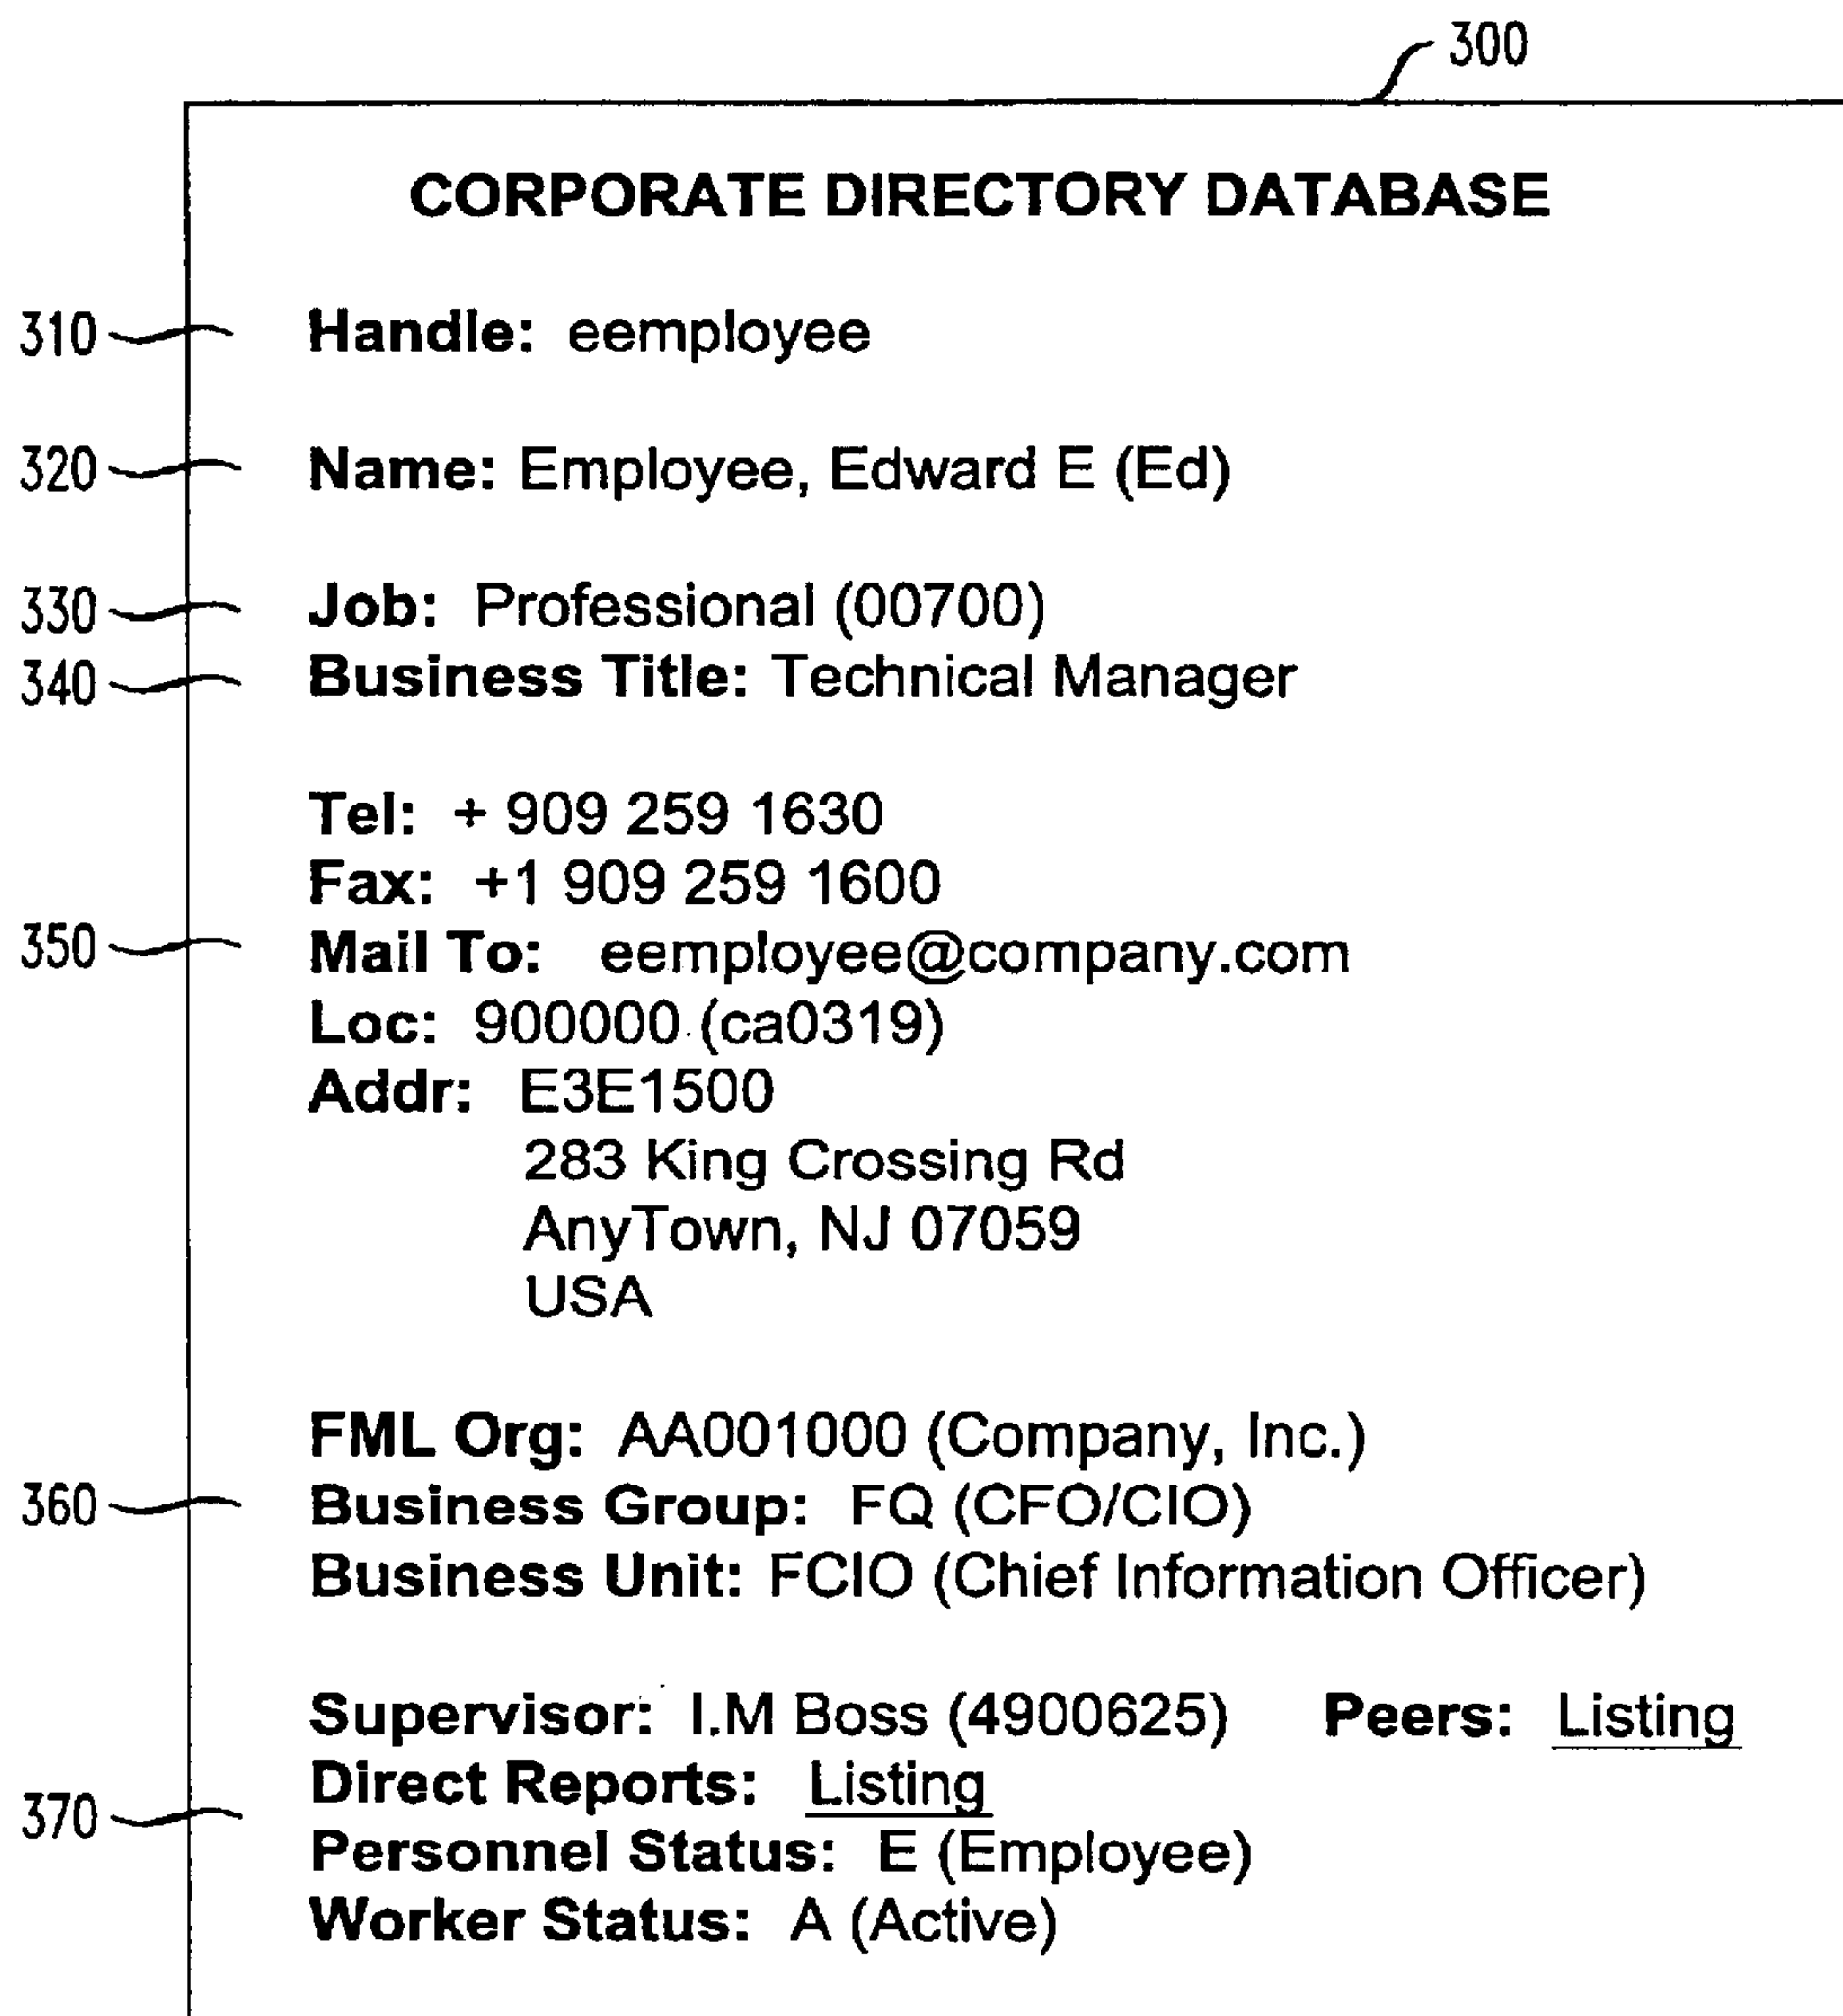 300
CORPORATE DIRECTORY DATABASE
310 Handle: eemployee
320 Name: Employee, Edward E (Ed)
330 Job: Professional (00700)
340 Business Title: Technical Manager
Tel: + 909 259 1630
Fax: +1 909 259 1600
350 Mail To: eemployee@company.com
Loc: 900000 (ca0319)
Addr: E3E1500
283 King Crossing Rd
AnyTown, NJ 07059
USA
FML Org: AA001000 (Company, Inc.)
360 Business Group: FQ (CFO/CIO)
Business Unit: FCIO (Chief Information Officer)
Supervisor: I.M Boss (4900625) Peers: Listing
Direct Reports: Listing
370
Personnel Status: E (Employee)
Worker Status: A (Active)